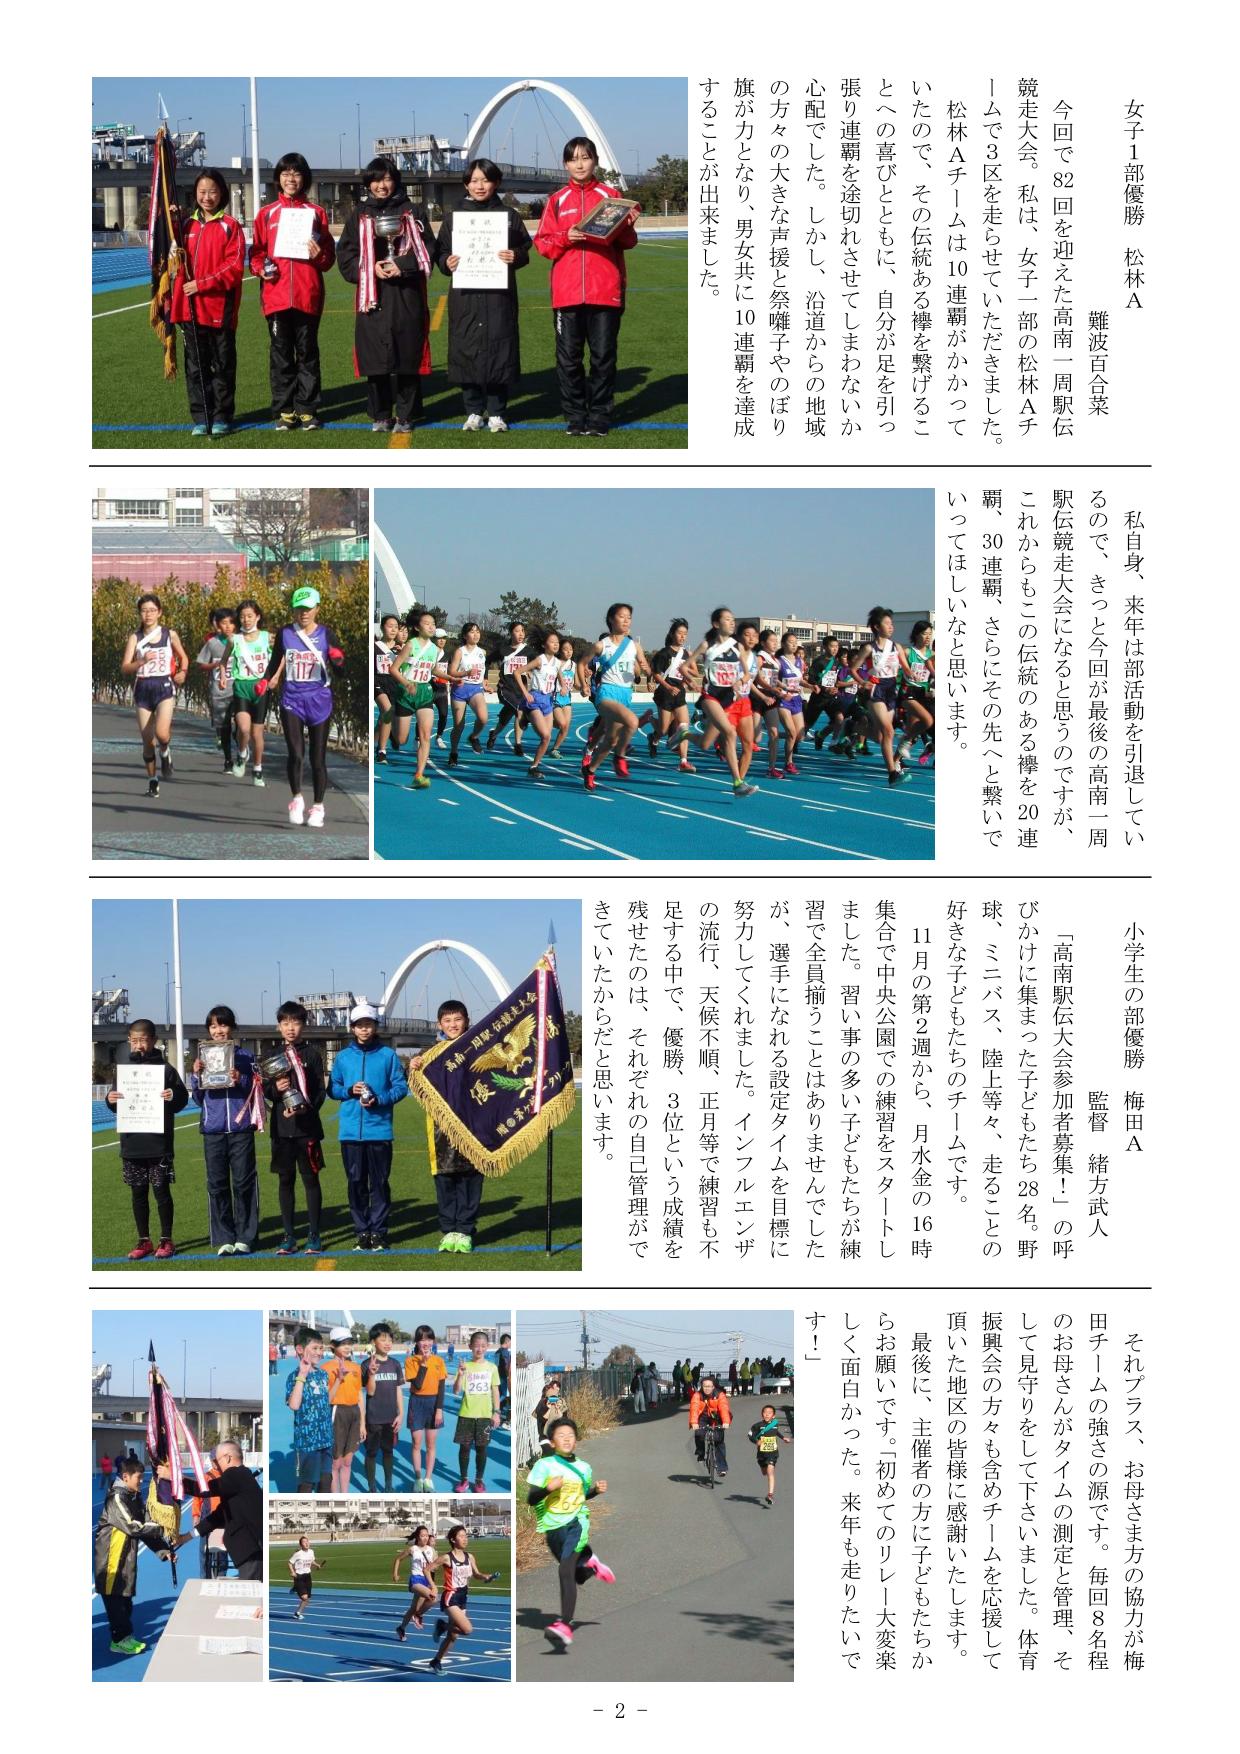 女子1部優勝　松林A
難波百合菜
今回で82回を迎えた高南一周駅伝
競走大会。私は、女子一部の松林Aチ
ームで3区を走らせていただきました。
松林Aチームは10連覇がかかって
いたので、その伝統ある襷を繋げるこ
とへの喜びとともに、自分が足を引っ
張り連覇を途切れさせてしまわないか
心配でした。しかし、沿道からの地域
の方々の大きな声援と祭囃子やのぼり
旗が力となり、男女共に10連覇を達成
することが出来ました。
私自身、来年は部活動を引退してい
るので、きっと今回が最後の高南一周
駅伝競走大会になると思うのですが、
これからもこの伝統のある襷を20連
覇、30連覇、さらにその先へと繋いで
いってほしいなと思います。
小学生の部優勝　梅田A
監督　緒方武人
「高南駅伝大会参加者募集！」の呼
びかけに集まった子どもたち28名。野
球、ミニバス、陸上等々、走ることの
好きな子どもたちのチームです。
11月の第2週から、月水金の16時
集合で中央公園での練習をスタートし
ました。習い事の多い子どもたちが練
習で全員揃うことはありませんでした
が、選手になれる設定タイムを目標に
努力してくれました。インフルエンザ
の流行、天候不順、正月等で練習も不
足する中で、優勝、3位という成績を
残せたのは、それぞれの自己管理がで
きていたからだと思います。
それプラス、お母さま方の協力が梅
田チームの強さの源です。毎回8名程
のお母さんがタイムの測定と管理、そ
して見守りをして下さいました。体育
振興会の方々も含めチームを応援して
頂いた地区の皆様に感謝いたします。
最後に、主催者の方に子どもたちか
らお願いです。「初めてのリレー大変楽
しく面白かった。来年も走りたいで
す！」
賞状
優勝
高南一周駅伝競走大会
優
勝
118
151
117
263
264
- 2 -